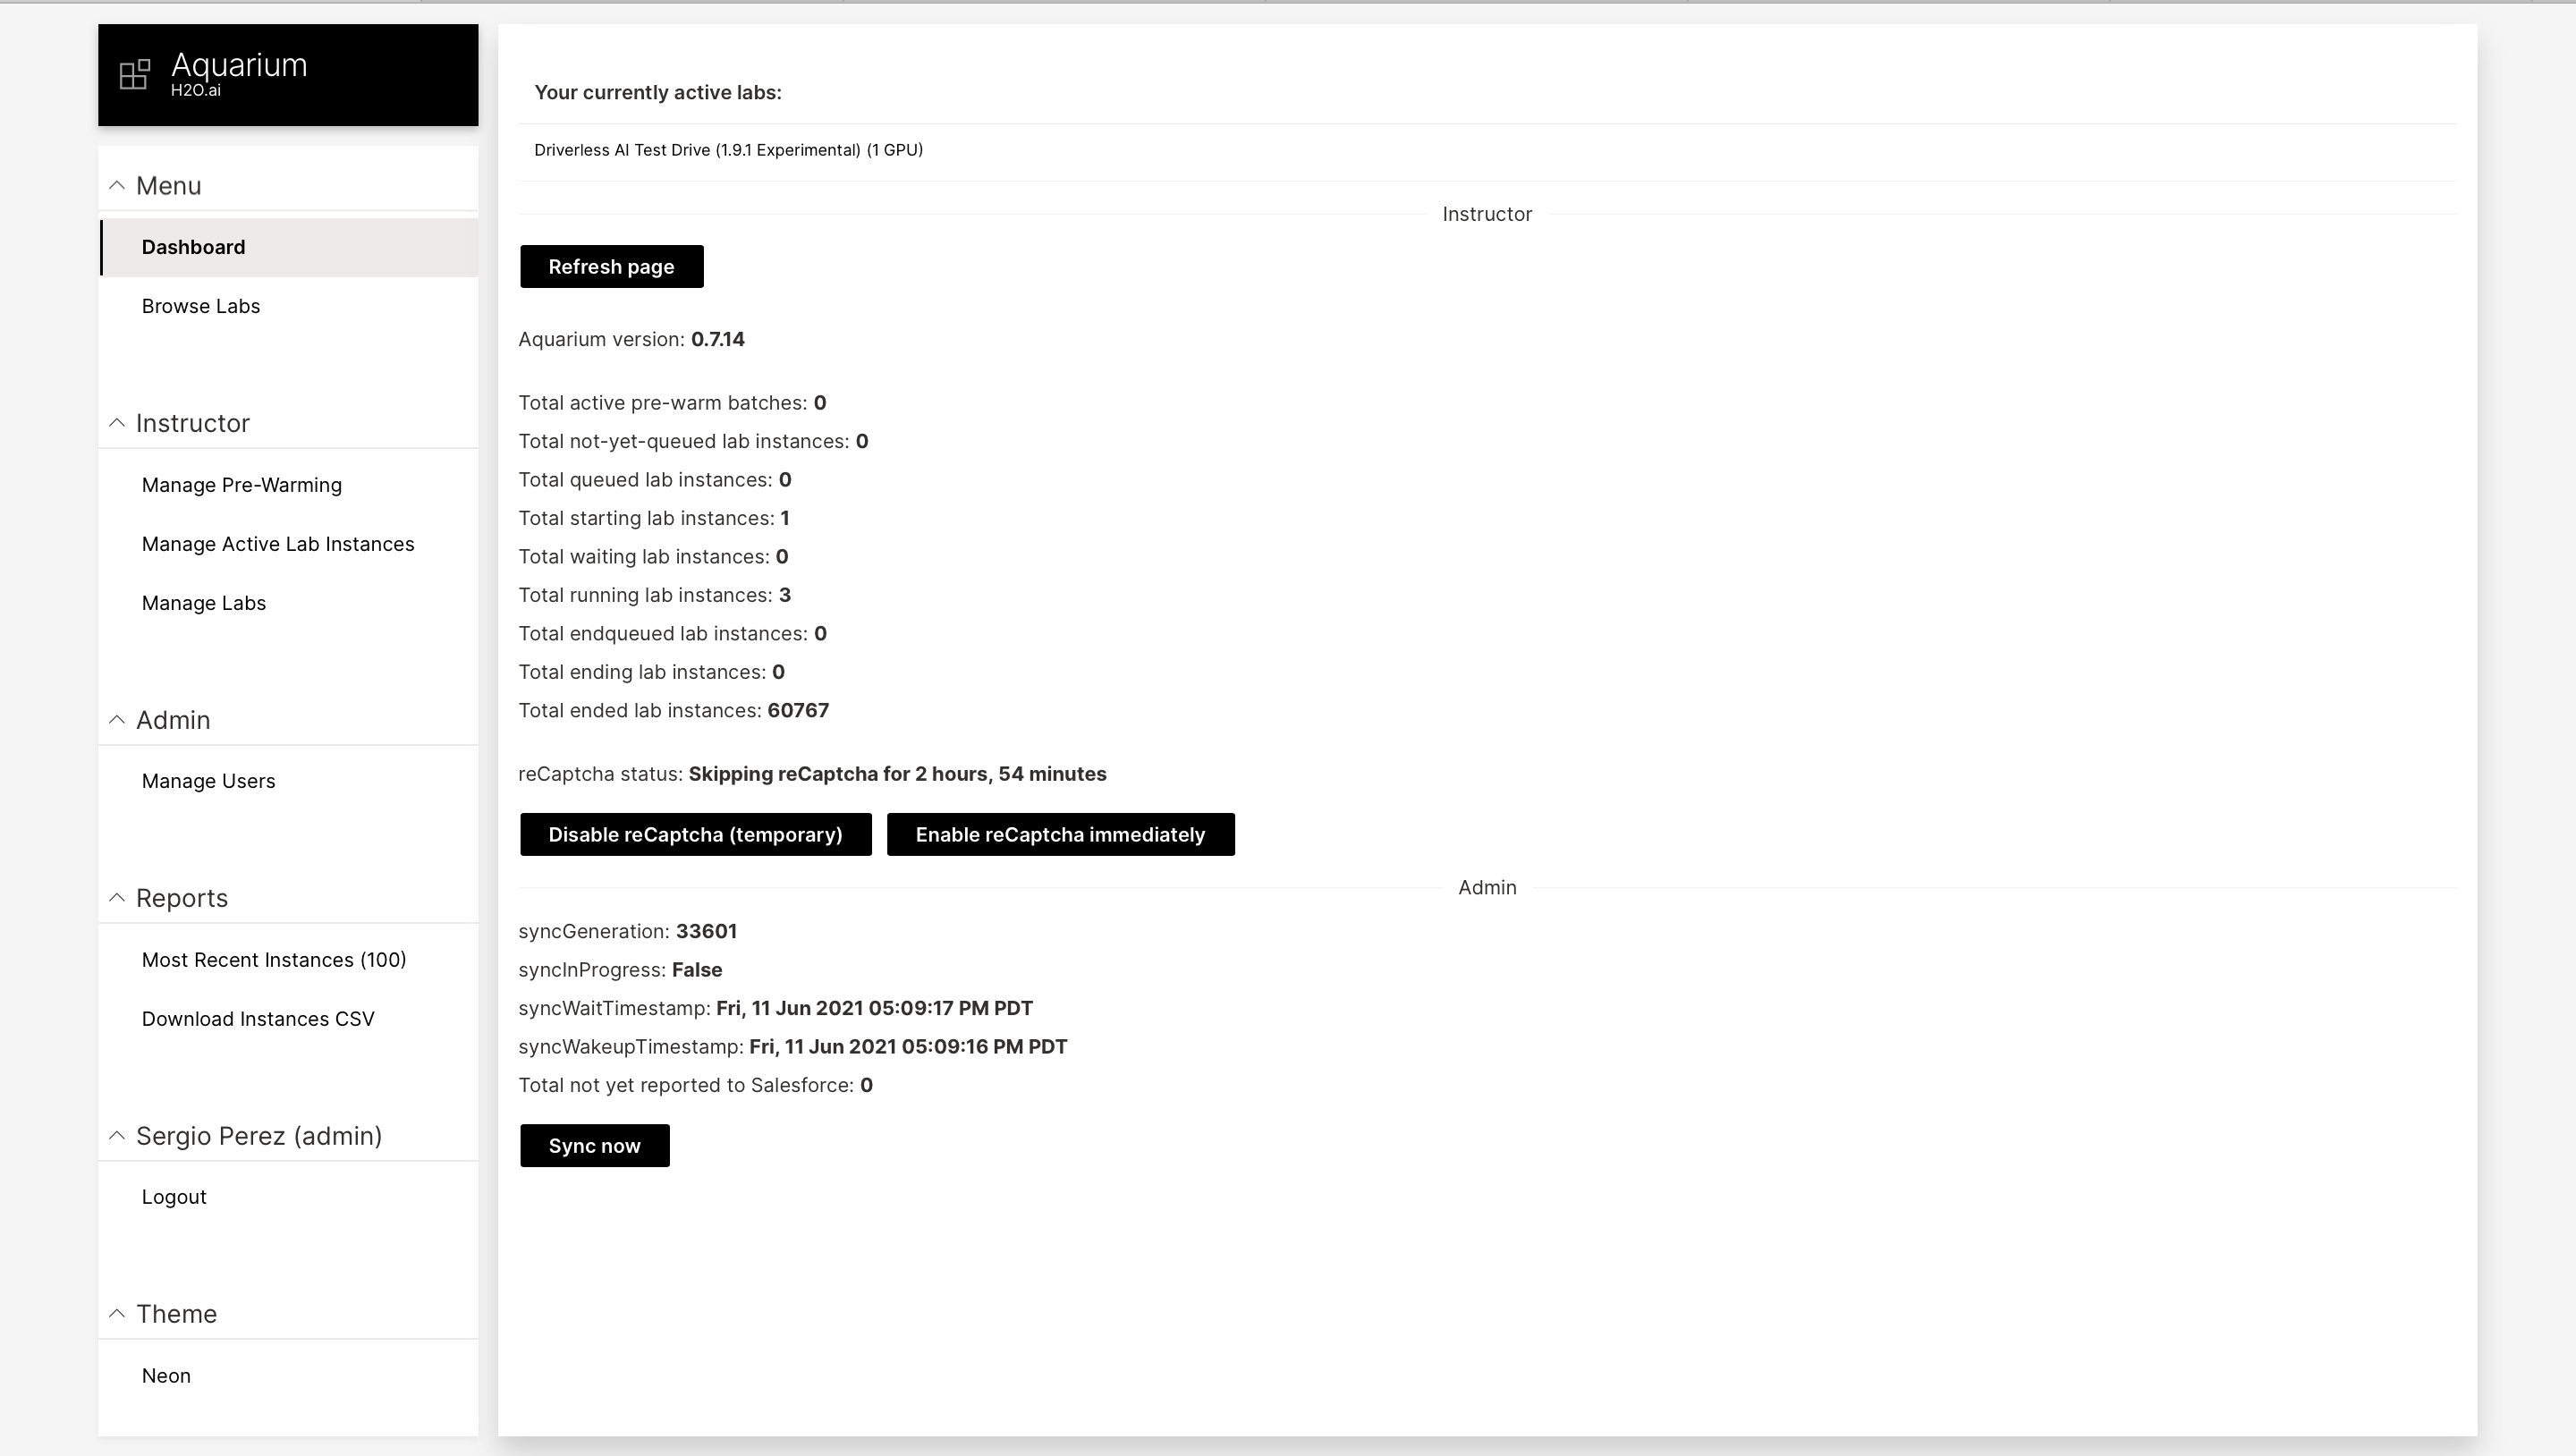 Aquarium
H2O.ai
Menu
Dashboard
Browse Labs
Instructor
Manage Pre-Warming
Manage Active Lab Instances
Manage Labs
Admin
Manage Users
Reports
Most Recent Instances (100)
Download Instances CSV
Sergio Perez (admin)
Logout
Theme
Neon
Your currently active labs:
Driverless AI Test Drive (1.9.1 Experimental) (1 GPU)
Instructor
Refresh page
Aquarium version: 0.7.14
Total active pre-warm batches: 0
Total not-yet-queued lab instances: 0
Total queued lab instances: 0
Total starting lab instances: 1
Total waiting lab instances: 0
Total running lab instances: 3
Total endqueued lab instances: 0
Total ending lab instances: 0
Total ended lab instances: 60767
reCaptcha status: Skipping reCaptcha for 2 hours, 54 minutes
Disable reCaptcha (temporary) Enable reCaptcha immediately
Admin
syncGeneration: 33601
syncInProgress: False
syncWaitTimestamp: Fri, 11 Jun 2021 05:09:17 PM PDT
syncWakeupTimestamp: Fri, 11 Jun 2021 05:09:16 PM PDT
Total not yet reported to Salesforce: 0
Sync now